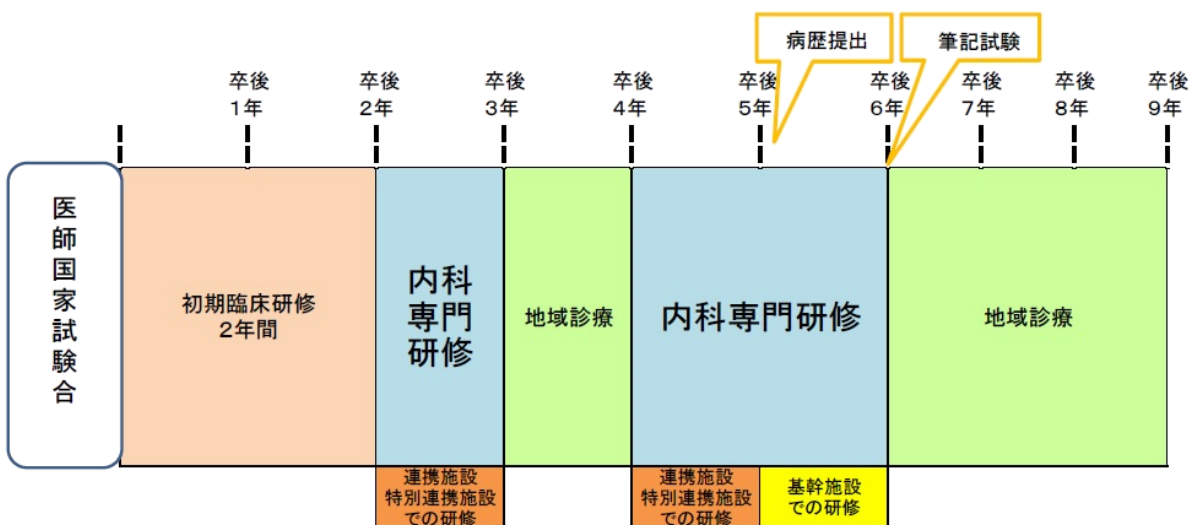 病歴提出
筆記試験
卒後
1年
卒後
2年
卒後
3年
卒後
4年
卒後
5年
卒後
6年
卒後
7年
卒後
8年
卒後
9年
医師国家試験合
初期臨床研修
2年間
内科
専門
研修
地域診療
内科専門研修
地域診療
連携施設
特別連携施設
での研修
連携施設
特別連携施設
での研修
基幹施設
での研修